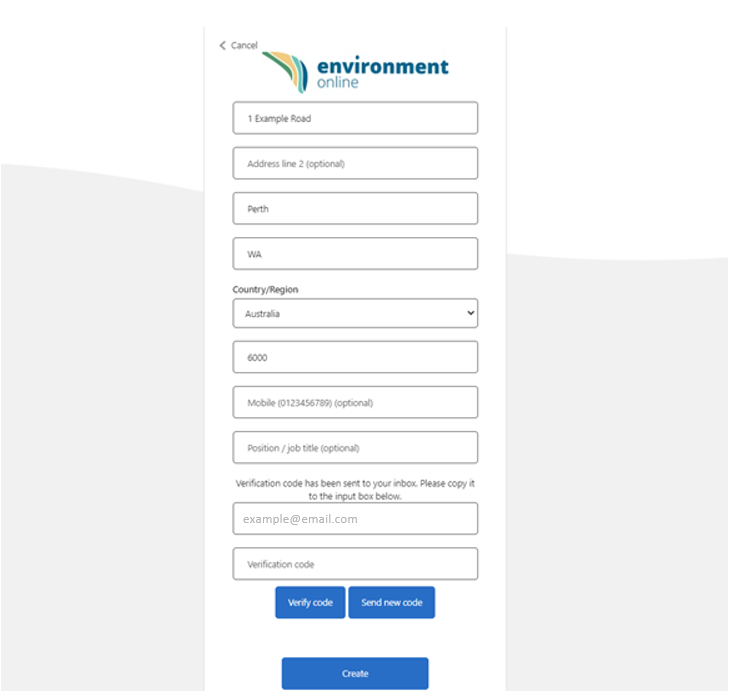 Cancel
environment
online
1 Example Road
Address line 2 (optional)
Perth
WA
Country/Region
Australia
6000
Mobile (0123456789) (optional)
Position / job title (optional)
Verification code has been sent to your inbox. Please copy it
to the input box below.
example@email.com
Verification code
Verify code Send new code
Create